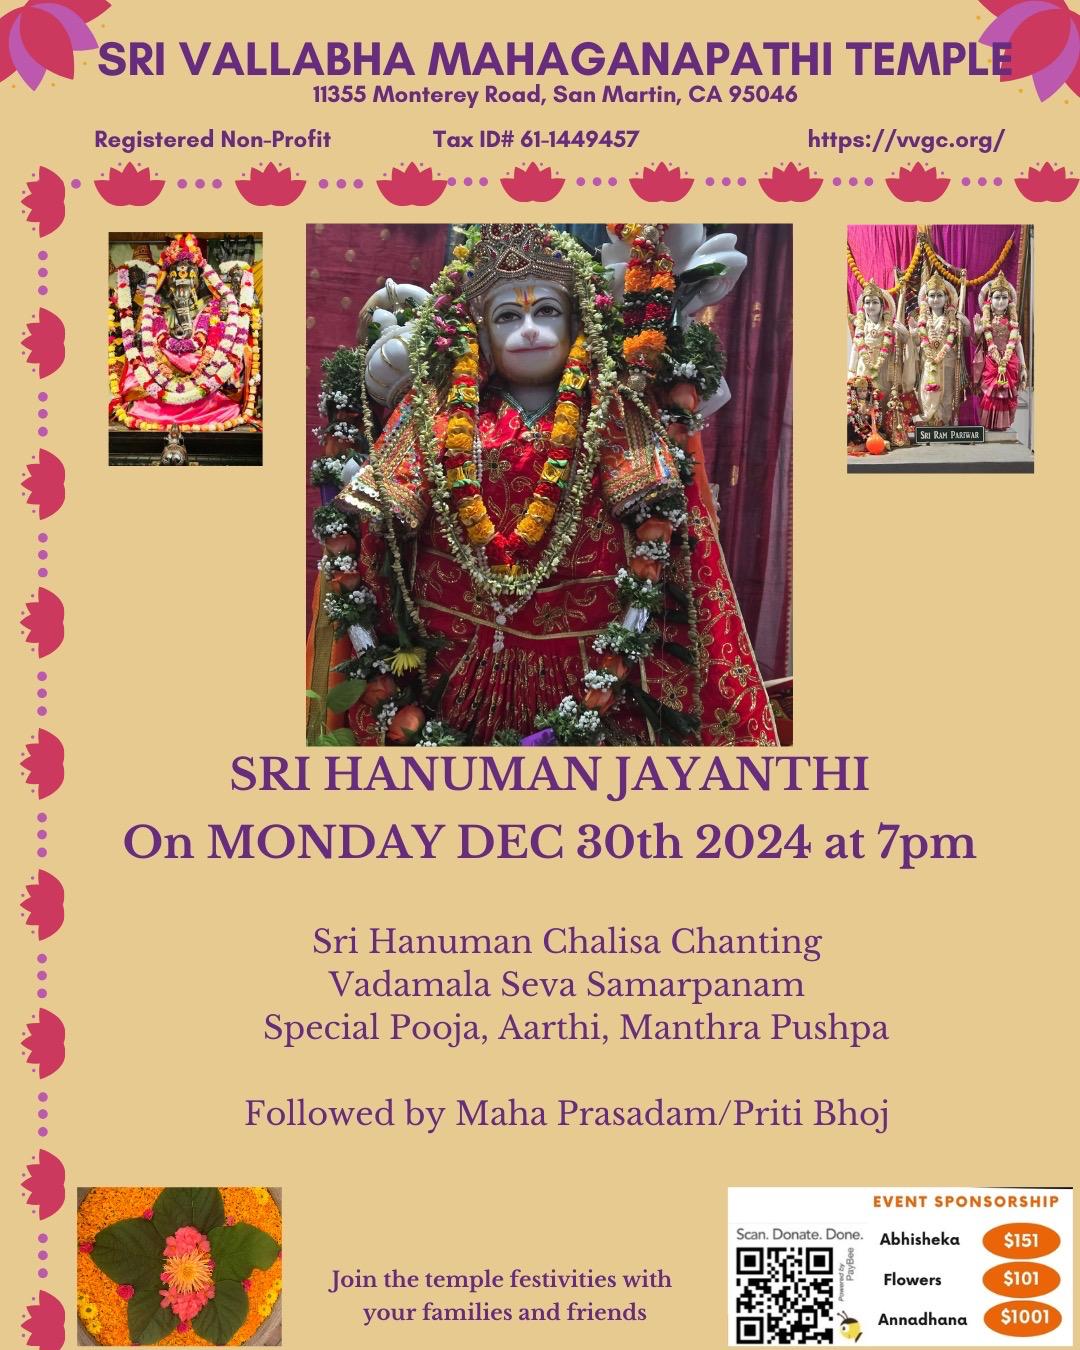 SRI VALLABHA MAHAGANAPATHI TEMPLE
11355 Monterey Road, San Martin, CA 95046
Registered Non-Profit Tax ID# 61-1449457 https://vvgc.org/
SRI RAM PARIWAR
SRI HANUMAN JAYANTHI
On MONDAY DEC 30th 2024 at 7pm
Sri Hanuman Chalisa Chanting
Vadamala Seva Samarpanam
Special Pooja, Aarthi, Manthra Pushpa
Followed by Maha Prasadam/Priti Bhoj
Join the temple festivities with
your families and friends
EVENT SPONSORSHIP
Scan. Donate. Done.
Powered by
PayBee
Abhisheka $151
Flowers $101
Annadhana $1001